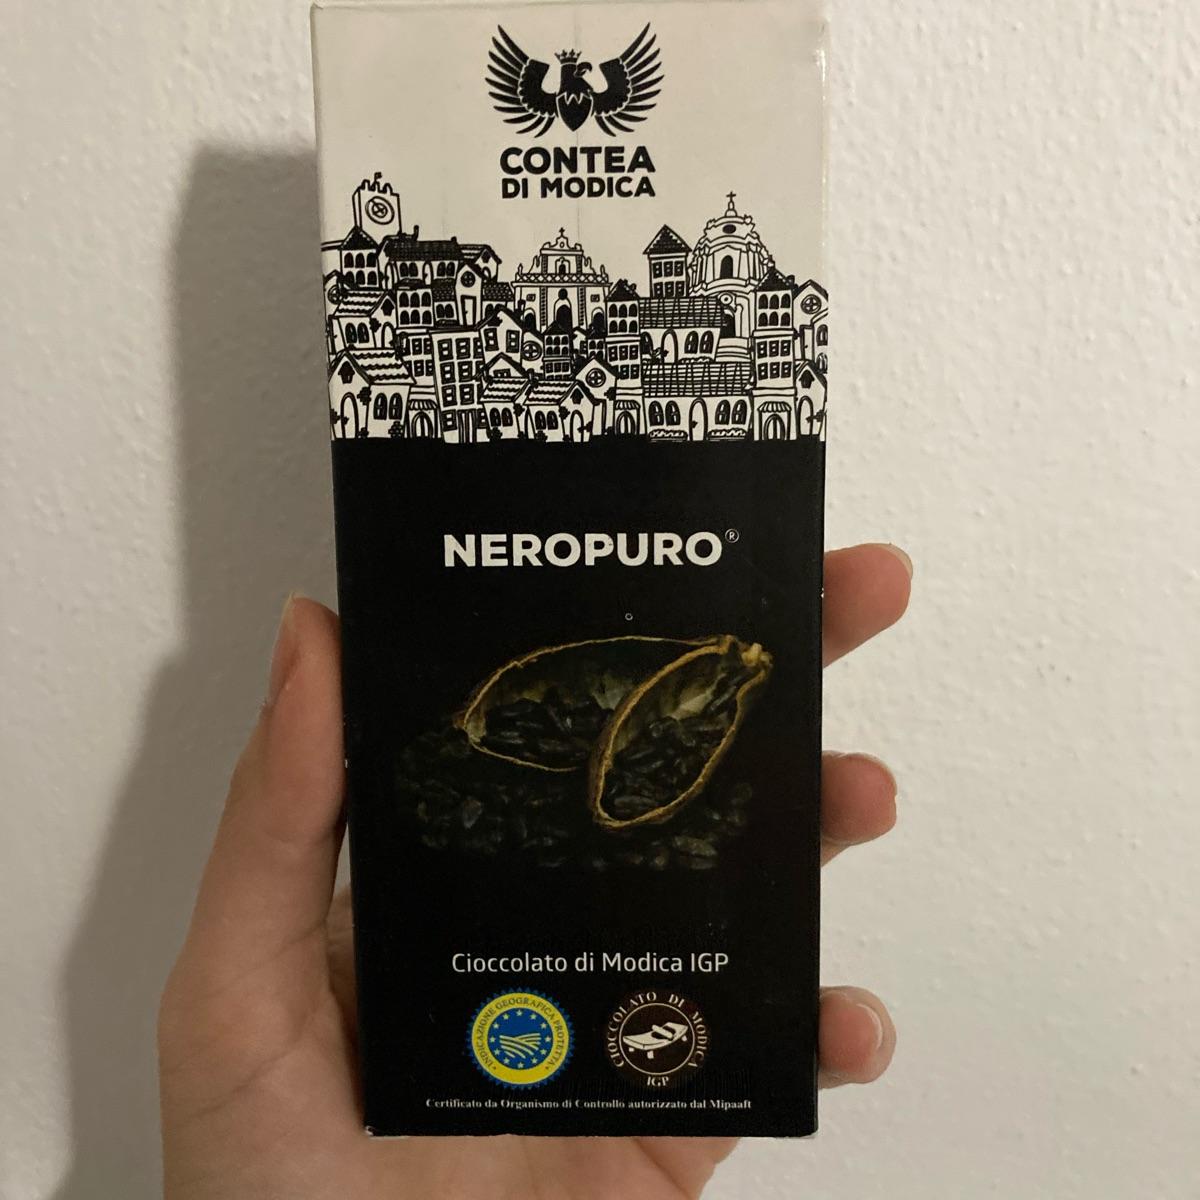 CONTEA
DI MODICA
NEROPURO®
Cioccolato di Modica IGP
INDICAZIONE GEOGRAFICA PROTETTA
CIOCCOLATO DI MODICA
IGP
Certificato da Organismo di Controllo autorizzato dal Mipaaft